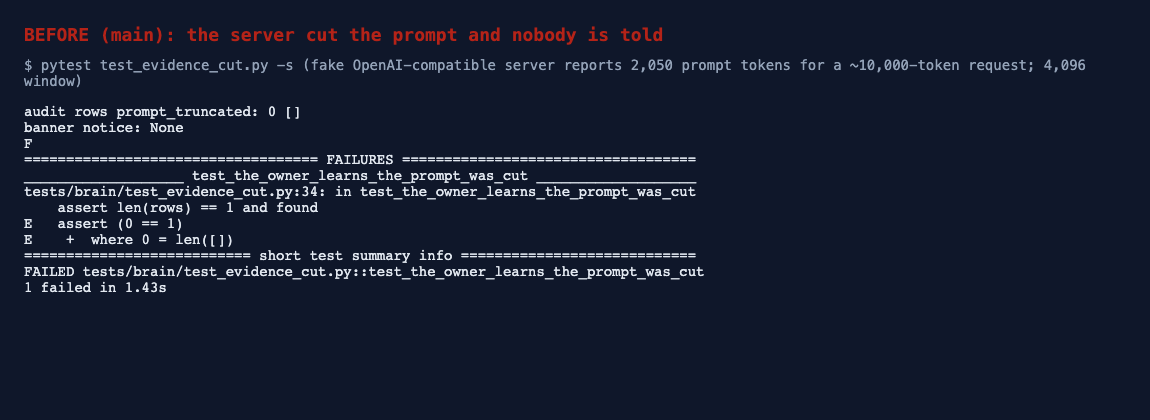 BEFORE (main): the server cut the prompt and nobody is told
$ pytest test_evidence_cut.py -s (fake OpenAI-compatible server reports 2,050 prompt tokens for a ~10,000-token request; 4,096
window)
audit rows prompt_truncated: 0 []
banner notice: None
F
=================================== FAILURES ===================================
___________________ test_the_owner_learns_the_prompt_was_cut ___________________
tests/brain/test_evidence_cut.py:34: in test_the_owner_learns_the_prompt_was_cut
    assert len(rows) == 1 and found
E   assert (0 == 1)
E    +  where 0 = len([])
=========================== short test summary info ============================
FAILED tests/brain/test_evidence_cut.py::test_the_owner_learns_the_prompt_was_cut
1 failed in 1.43s